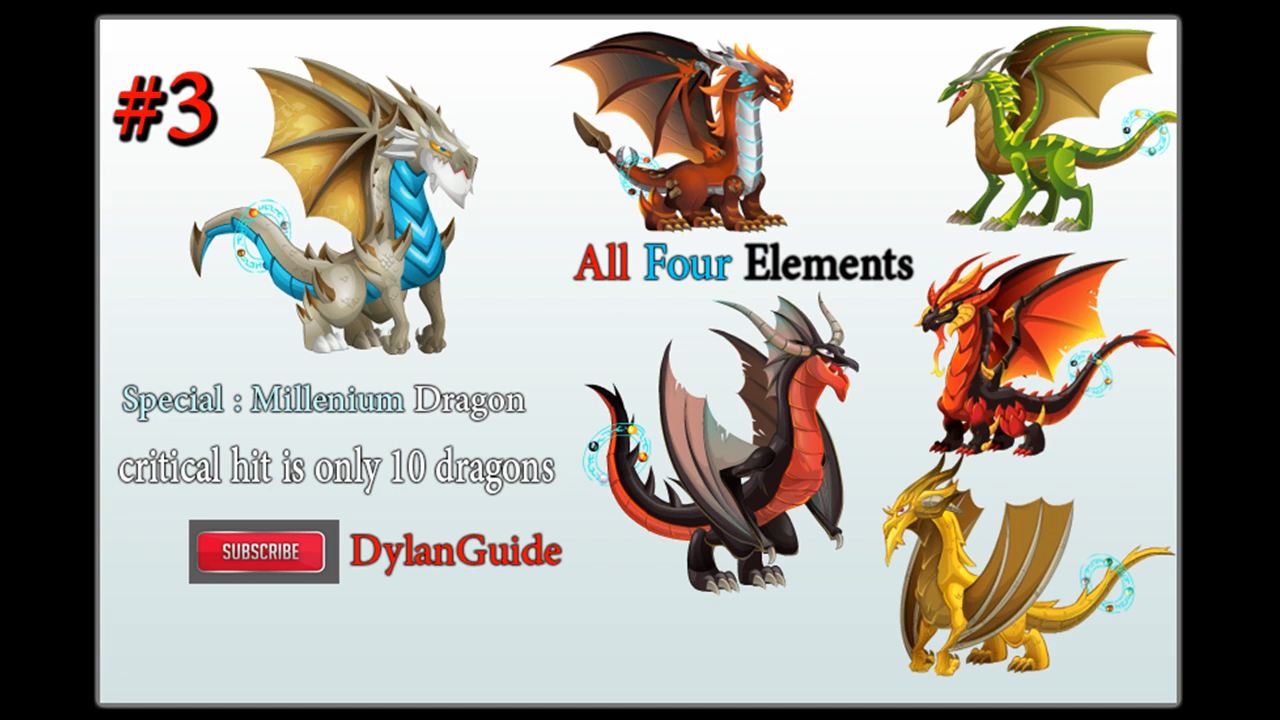 #3
All Four Elements
Special : Millenium Dragon
critical hit is only 10 dragons
SUBSCRIBE DylanGuide